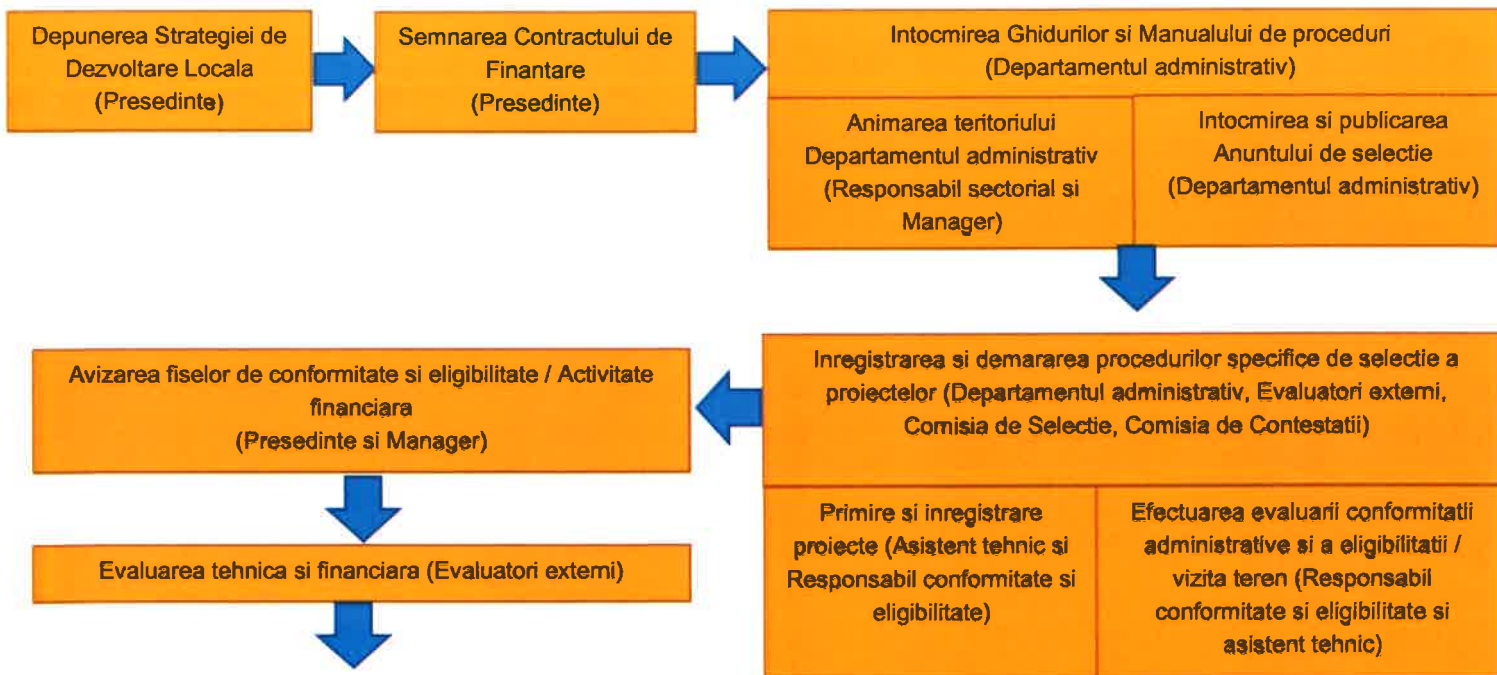 Depunerea Strategiei de
Dezvoltare Locala
(Presedinte)
Semnarea Contractului de
Finantare
(Presedinte)
Intocmirea Ghidurilor si Manualului de proceduri
(Departamentul administrativ)
Animarea teritoriului
Departamentul administrativ
(Responsabil sectorial si
Manager)
Intocmirea si publicarea
Anuntului de selectie
(Departamentul administrativ)
Inregistrarea si demararea procedurilor specifice de selectie a
proiectelor (Departamentul administrativ, Evaluatori externi,
Comisia de Selectie, Comisia de Contestatii)
Primire si inregistrare
proiecte (Asistent tehnic si
Responsabil conformitate si
eligibilitate)
Efectuarea evaluarii conformitatii
administrative si a eligibilitatii /
vizita teren (Responsabil
conformitate si eligibilitate si
asistent tehnic)
Avizarea fiselor de conformitate si eligibilitate / Activitate
financiara
(Presedinte si Manager)
Evaluarea tehnica si financiara (Evaluatori externi)